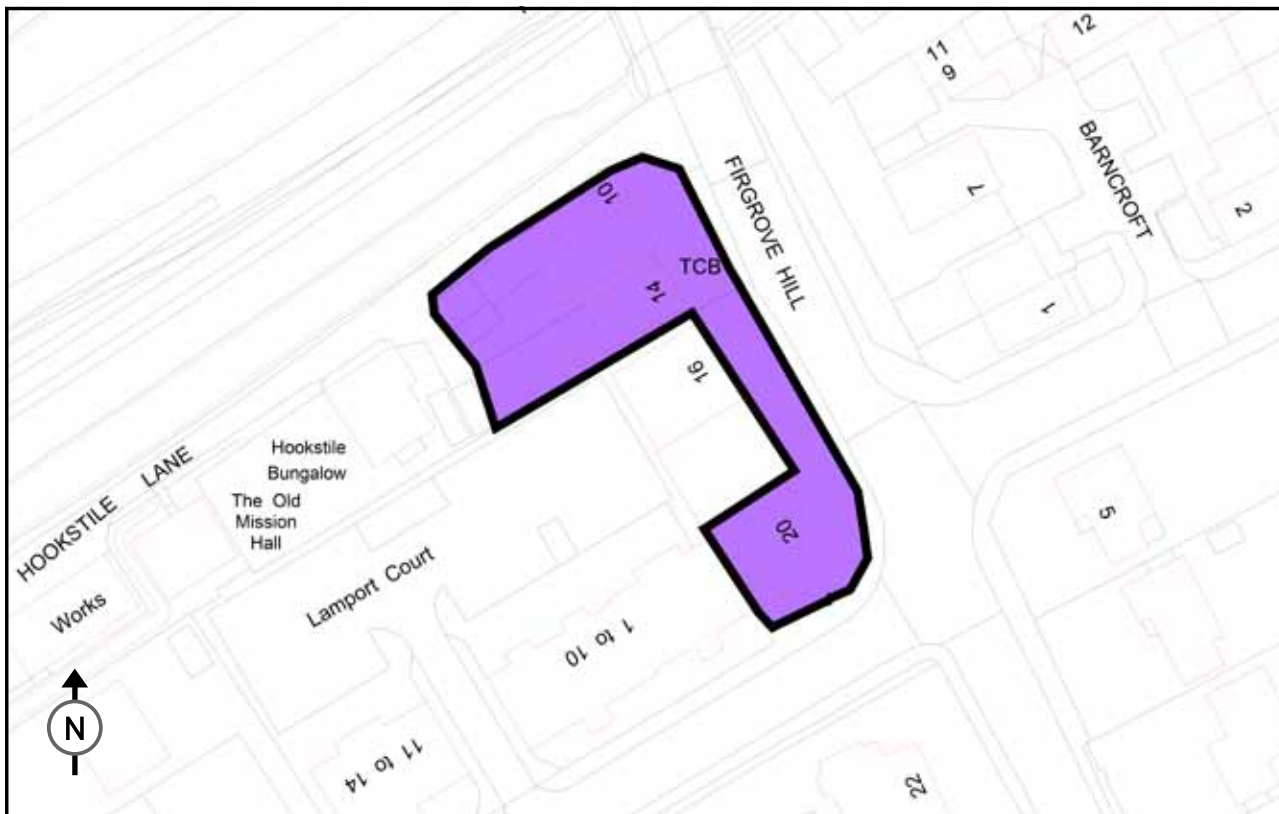 12
11
9
BARNCROFT
7
2
1
FIRGROVE HILL
10
TCB
14
16
HOOKSTILE LANE
Hookstile
Bungalow
The Old
Mission
Hall
Works
Lamport Court
20
5
1 to 10
11 to 14
22
N